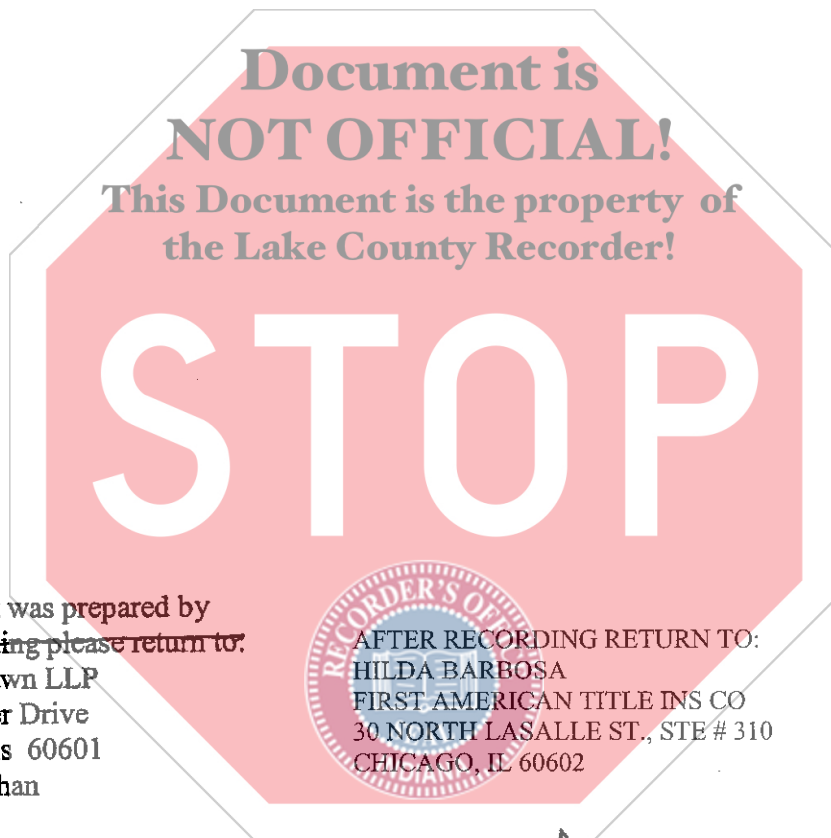 Document is
NOT OFFICIAL!
This Document is the property of
the Lake County Recorder!
STOP
was prepared by
ing please return to:
wn LLP
r Drive
s 60601
han
RECORDER'S OFFICE
INDIANA
AFTER RECORDING RETURN TO:
HILDA BARBOSA
FIRST AMERICAN TITLE INS CO
30 NORTH LASALLE ST., STE # 310
CHICAGO, IL 60602